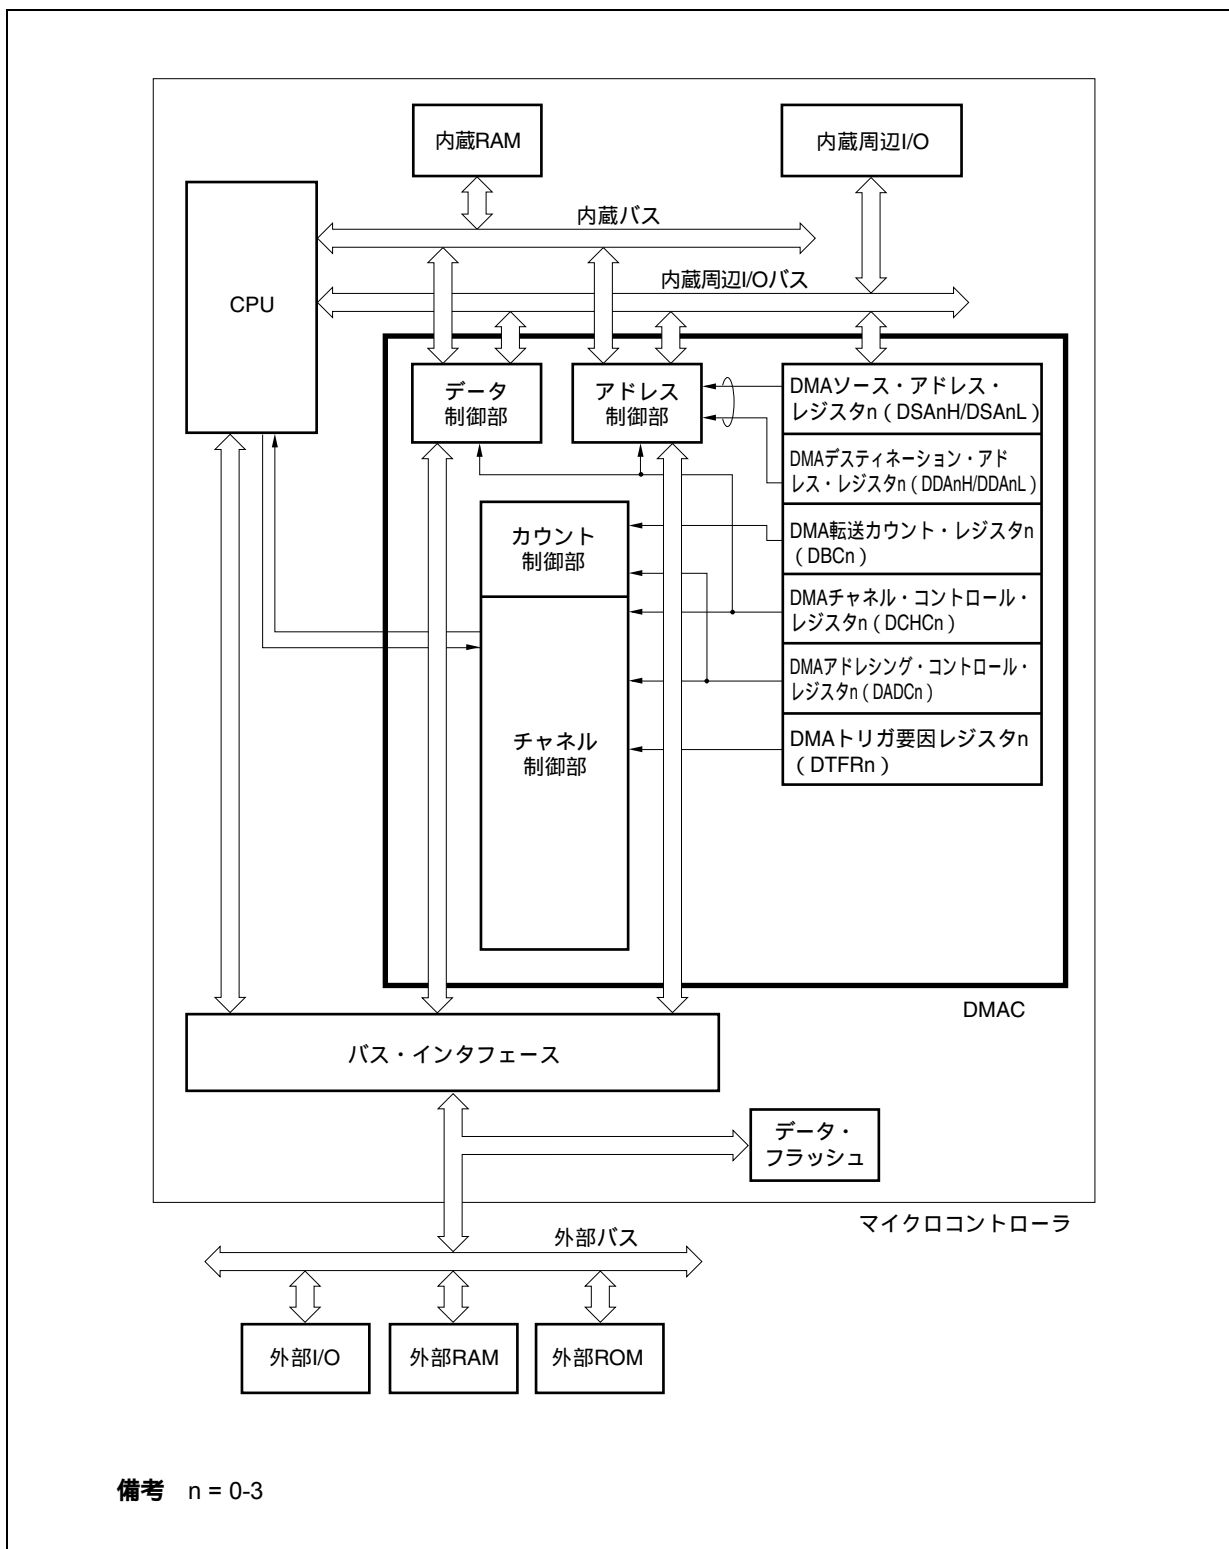 内蔵RAM
内蔵周辺I/O
内蔵バス
内蔵周辺I/Oバス
CPU
データ
制御部
アドレス
制御部
DMAソース・アドレス・
レジスタn（DSAnH/DSAnL）
DMAデスティネーション・アド
レス・レジスタn（DDAnH/DDAnL）
カウント
制御部
DMA転送カウント・レジスタn
（DBCn）
DMAチャネル・コントロール・
レジスタn（DCHCn）
DMAアドレシング・コントロール・
レジスタn（DADCn）
チャネル
制御部
DMAトリガ要因レジスタn
（DTFRn）
DMAC
バス・インタフェース
データ・
フラッシュ
マイクロコントローラ
外部バス
外部I/O
外部RAM
外部ROM
備考 n = 0-3